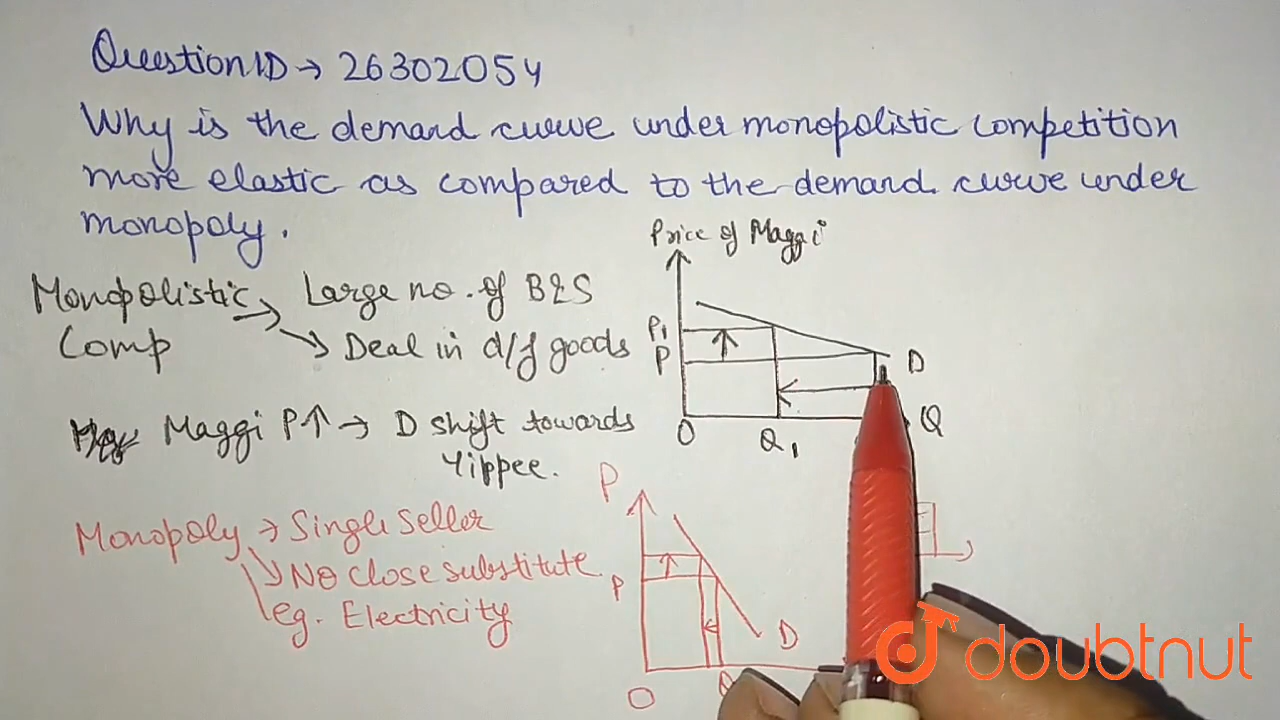 QuestionID → 26302054
Why is the demand curve under monopolistic competition
more elastic as compared to the demand curve under
monopoly.
Price of Maggi
Monopolistic → Large no. of B&S
Comp → Deal in d/f goods
P1
P
D
O Q1 Q
Maggi P↑ → D shift towards
Yippee.
P
Monopoly → Single Seller
→ No close substitute
eg. Electricity
P
D
O
doubtnut